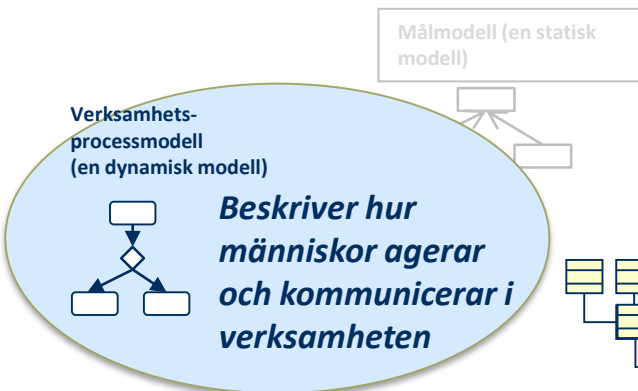 Målmodell (en statisk
modell)
Verksamhets-
processmodell
(en dynamisk modell)
Beskriver hur
människor agerar
och kommunicerar i
verksamheten